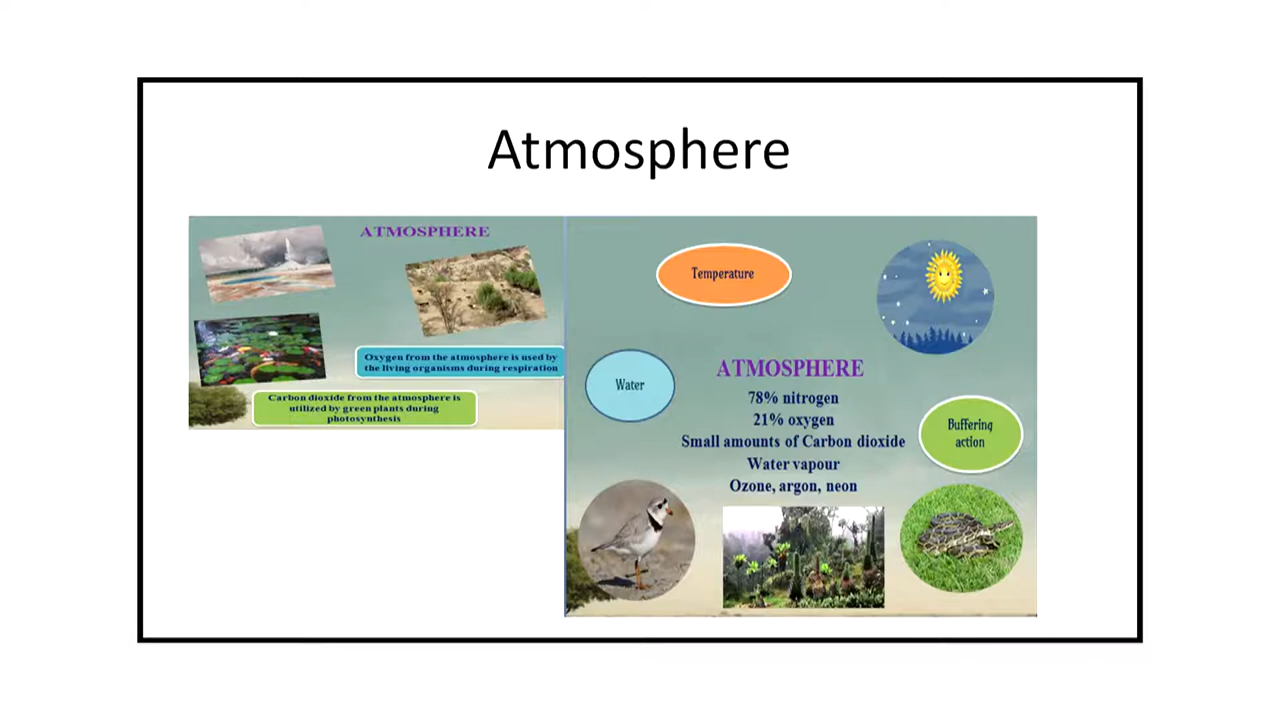 Atmosphere
ATMOSPHERE
Oxygen from the atmosphere is used by
the living organisms during respiration
Carbon dioxide from the atmosphere is
utilized by green plants during
photosynthesis
Temperature
Water
ATMOSPHERE
78% nitrogen
21% oxygen
Small amounts of Carbon dioxide
Water vapour
Ozone, argon, neon
Buffering
action